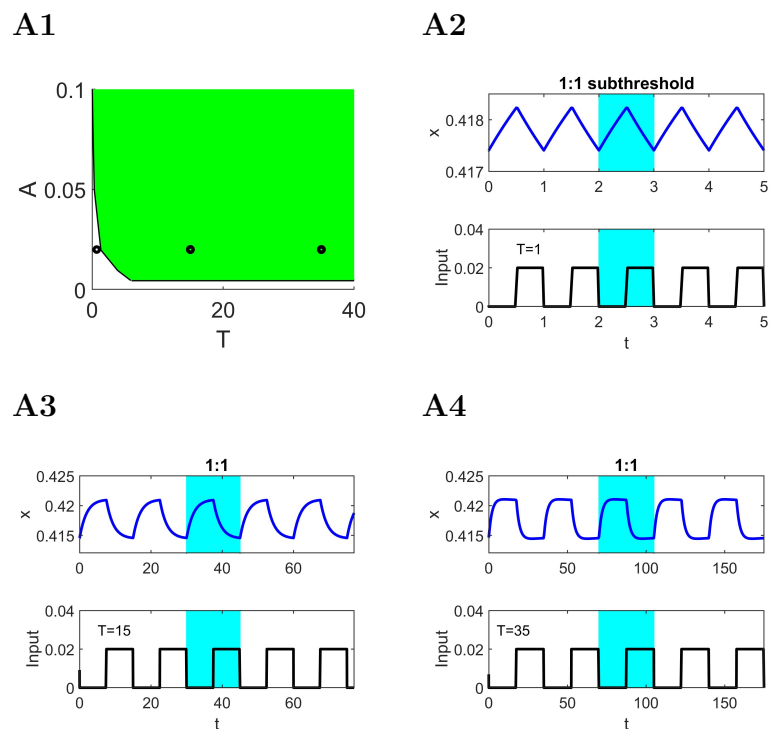 A1
0.1
0.05
0
A
0 20 40
T
A2
1:1 subthreshold
0.418
0.417
x
0 1 2 3 4 5
0.04
0.02
0
Input
T=1
0 1 2 3 4 5
t
A3
1:1
0.425
0.42
0.415
x
0 20 40 60
0.04
0.02
0
Input
T=15
0 20 40 60
t
A4
1:1
0.425
0.42
0.415
x
0 50 100 150
0.04
0.02
0
Input
T=35
0 50 100 150
t